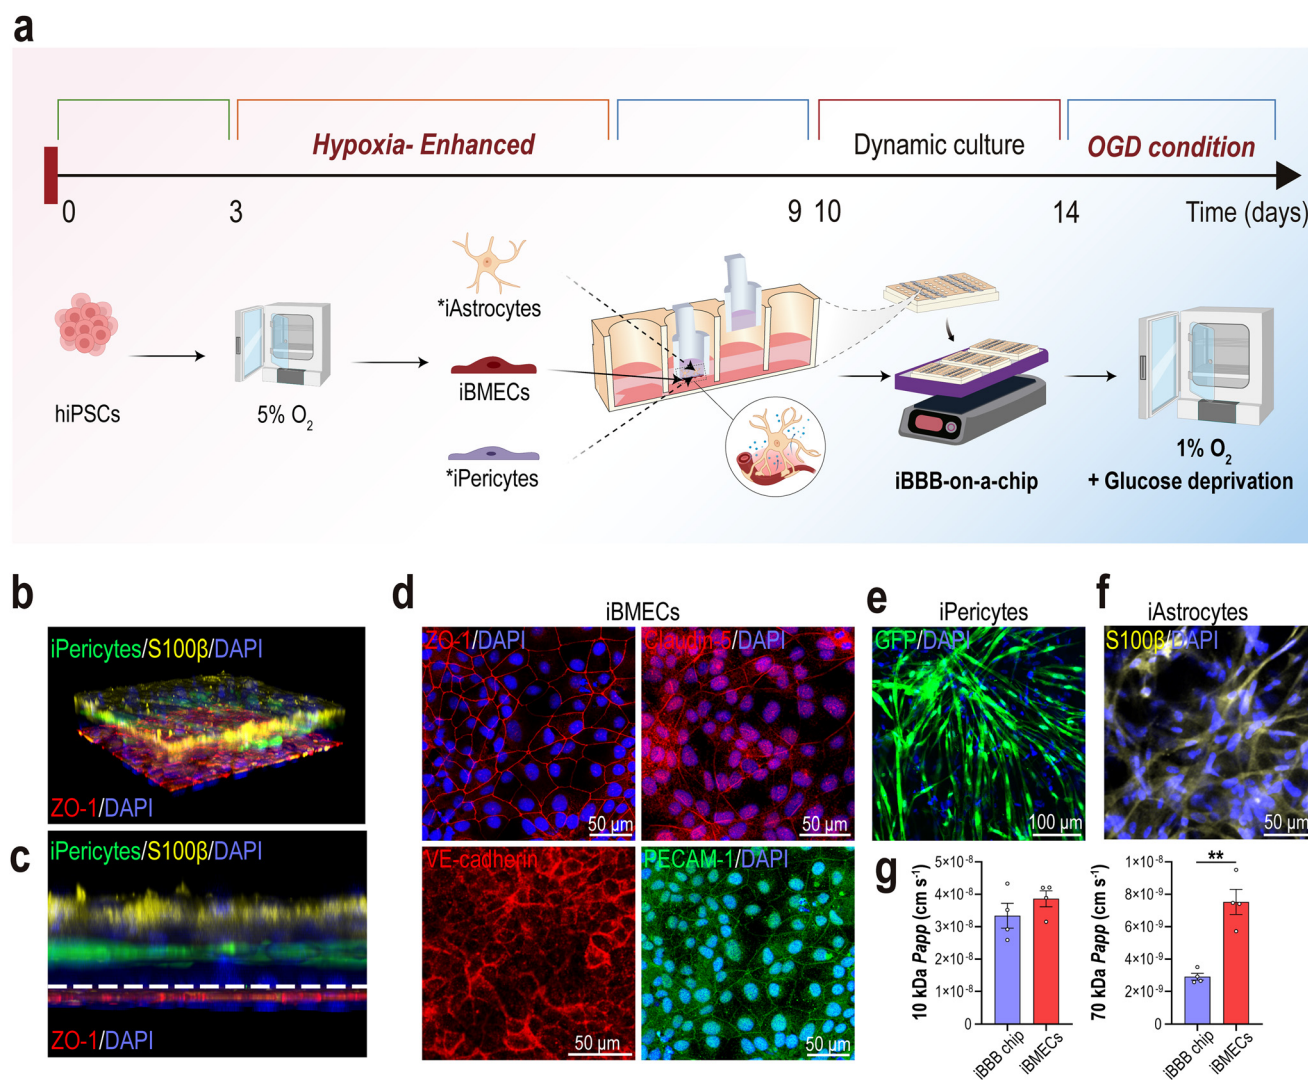 a
Hypoxia- Enhanced
Dynamic culture
OGD condition
0
3
9 10
14
Time (days)
*iAstrocytes
hiPSCs
5% O₂
iBMECs
*iPericytes
iBBB-on-a-chip
1% O₂
+ Glucose deprivation
b
iPericytes/S100β/DAPI
ZO-1/DAPI
c
iPericytes/S100β/DAPI
ZO-1/DAPI
d
iBMECs
ZO-1/DAPI
50 µm
Claudin-5/DAPI
50 µm
VE-cadherin
50 µm
PECAM-1/DAPI
50 µm
e
iPericytes
GFP/DAPI
100 µm
f
iAstrocytes
S100β/DAPI
50 µm
g
10 kDa Papp (cm s⁻¹)
5×10⁻⁸
4×10⁻⁸
3×10⁻⁸
2×10⁻⁸
1×10⁻⁸
0
iBBB chip
iBMECs
70 kDa Papp (cm s⁻¹)
1×10⁻⁸
8×10⁻⁹
6×10⁻⁹
4×10⁻⁹
2×10⁻⁹
0
**
iBBB chip
iBMECs